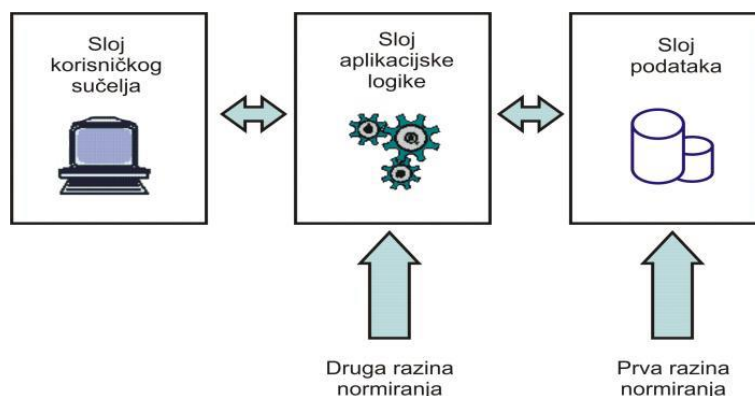 Sloj
korisničkog
sučelja
Sloj
aplikacijske
logike
Sloj
podataka
Druga razina
normiranja
Prva razina
normiranja